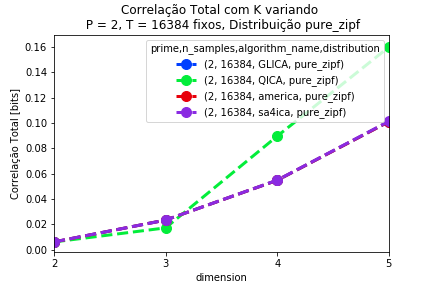 Correlação Total com K variando
P = 2, T = 16384 fixos, Distribuição pure_zipf
prime,n_samples,algorithm_name,distribution
(2, 16384, GLICA, pure_zipf)
(2, 16384, QICA, pure_zipf)
(2, 16384, america, pure_zipf)
(2, 16384, sa4ica, pure_zipf)
Correlação Total [bits]
0.16
0.14
0.12
0.10
0.08
0.06
0.04
0.02
0.00
2
3
4
5
dimension